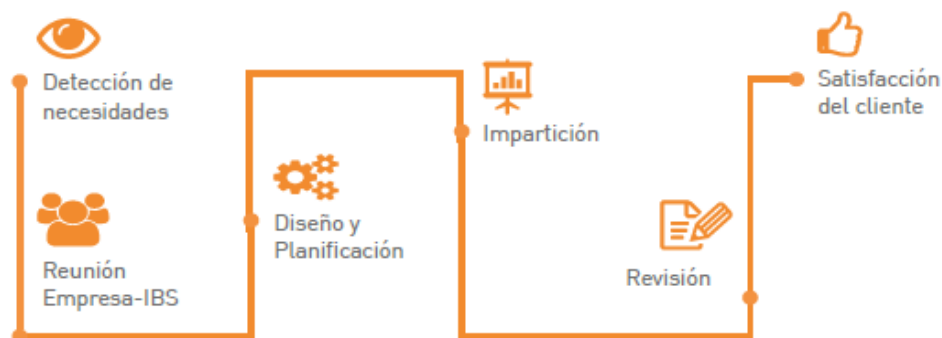 Detección de
necesidades
Reunión
Empresa-IBS
Diseño y
Planificación
Impartición
Revisión
Satisfacción
del cliente